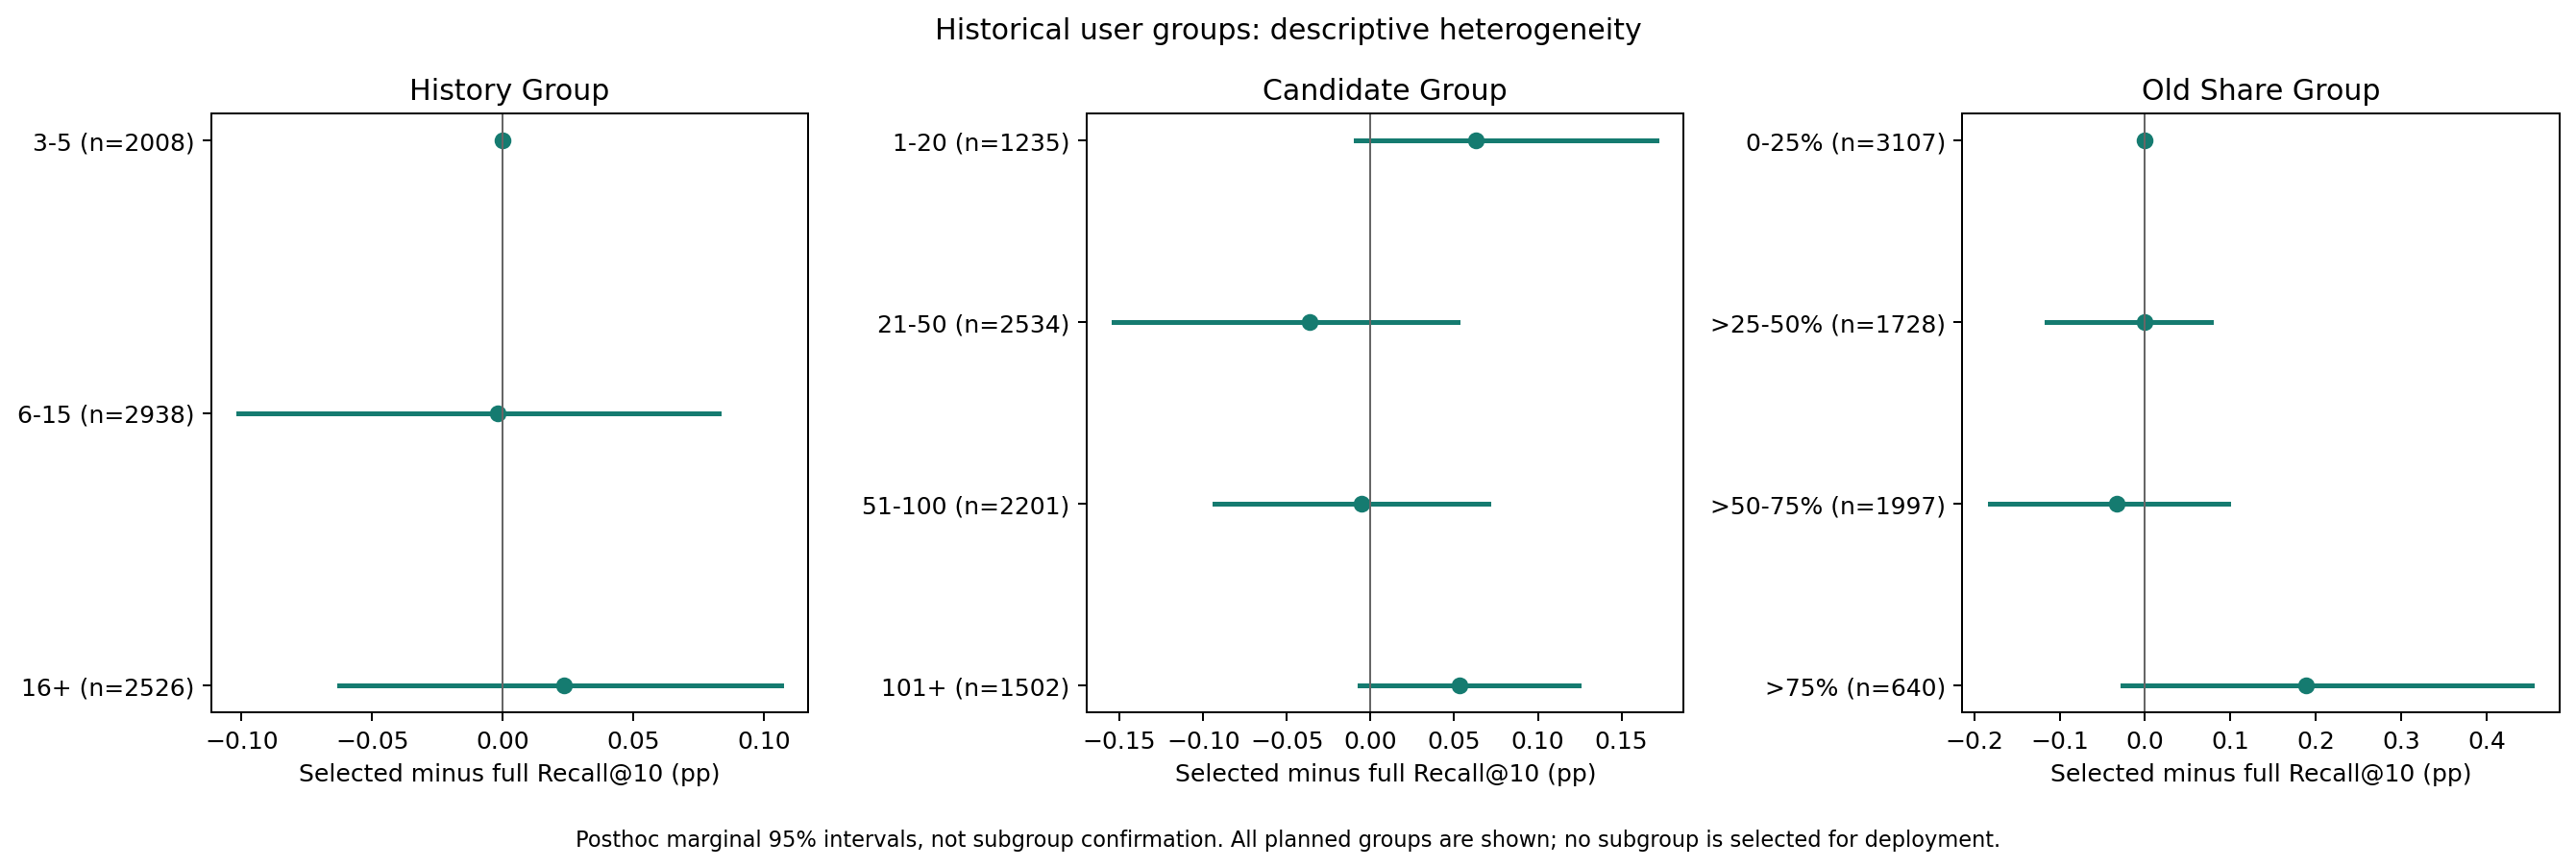 Historical user groups: descriptive heterogeneity
History Group
3-5 (n=2008)
6-15 (n=2938)
16+ (n=2526)
−0.10 −0.05 0.00 0.05 0.10
Selected minus full Recall@10 (pp)
Candidate Group
1-20 (n=1235)
21-50 (n=2534)
51-100 (n=2201)
101+ (n=1502)
−0.15 −0.10 −0.05 0.00 0.05 0.10 0.15
Selected minus full Recall@10 (pp)
Old Share Group
0-25% (n=3107)
>25-50% (n=1728)
>50-75% (n=1997)
>75% (n=640)
−0.2 −0.1 0.0 0.1 0.2 0.3 0.4
Selected minus full Recall@10 (pp)
Posthoc marginal 95% intervals, not subgroup confirmation. All planned groups are shown; no subgroup is selected for deployment.